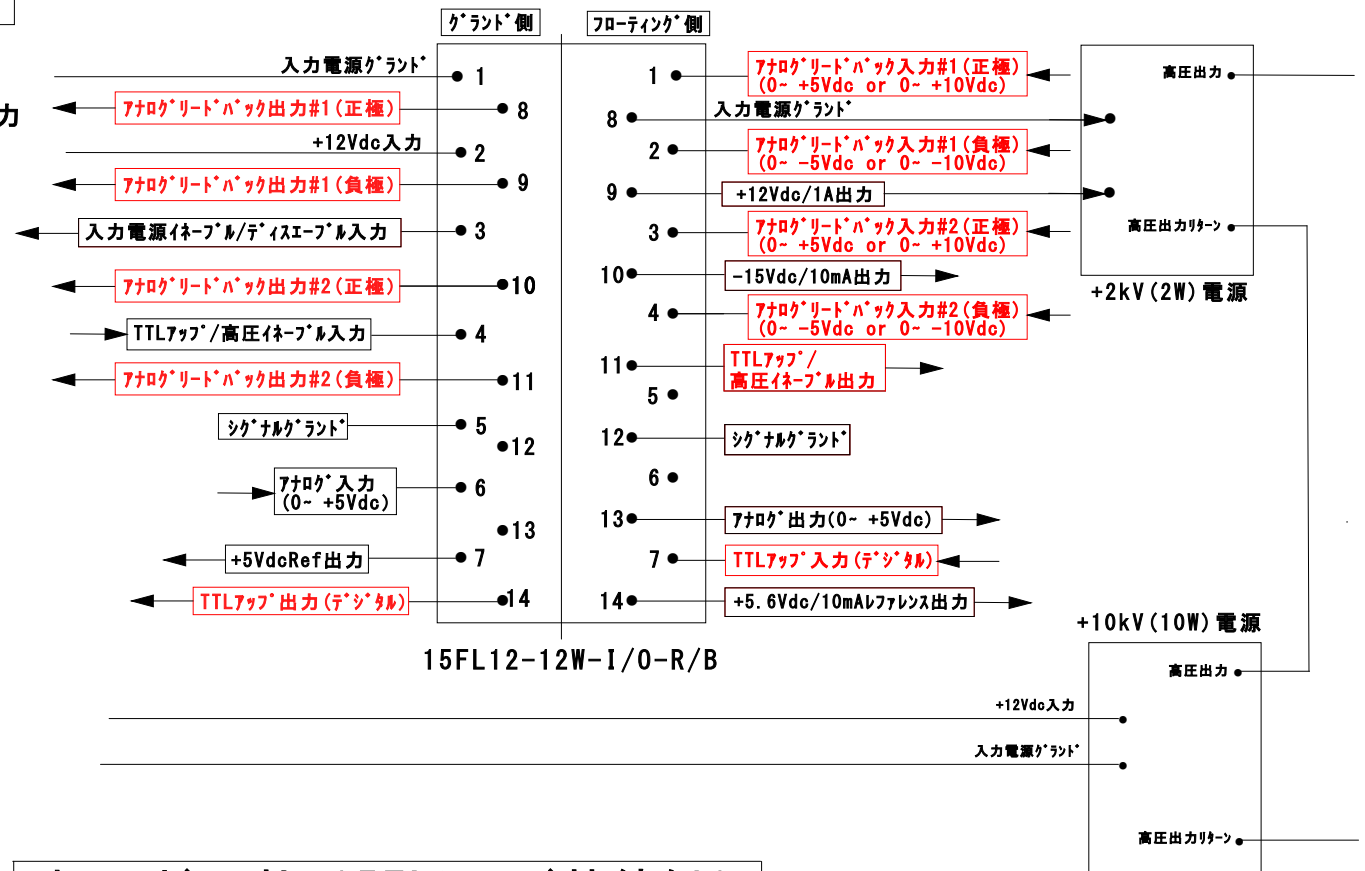 グランド側
フローティング側
力
入力電源グランド
1
アナログリードバック出力#1(正極)
8
+12Vdc入力
2
アナログリードバック出力#1(負極)
9
入力電源イネーブル/ディスエーブル入力
3
アナログリードバック出力#2(正極)
10
TTLアップ/高圧イネーブル入力
4
アナログリードバック出力#2(負極)
11
シグナルグランド
5
12
アナログ入力
(0~ +5Vdc)
6
13
+5VdcRef出力
7
TTLアップ出力(デジタル)
14
1
アナログリードバック入力#1(正極)
(0~ +5Vdc or 0~ +10Vdc)
8
入力電源グランド
2
アナログリードバック入力#1(負極)
(0~ -5Vdc or 0~ -10Vdc)
9
+12Vdc/1A出力
3
アナログリードバック入力#2(正極)
(0~ +5Vdc or 0~ +10Vdc)
10
-15Vdc/10mA出力
4
アナログリードバック入力#2(負極)
(0~ -5Vdc or 0~ -10Vdc)
11
TTLアップ/
高圧イネーブル出力
5
12
シグナルグランド
6
13
アナログ出力(0~ +5Vdc)
7
TTLアップ入力(デジタル)
14
+5.6Vdc/10mAレファレンス出力
15FL12-12W-I/O-R/B
高圧出力
高圧出力リターン
+2kV(2W)電源
+10kV(10W)電源
高圧出力
+12Vdc入力
入力電源グランド
高圧出力リターン